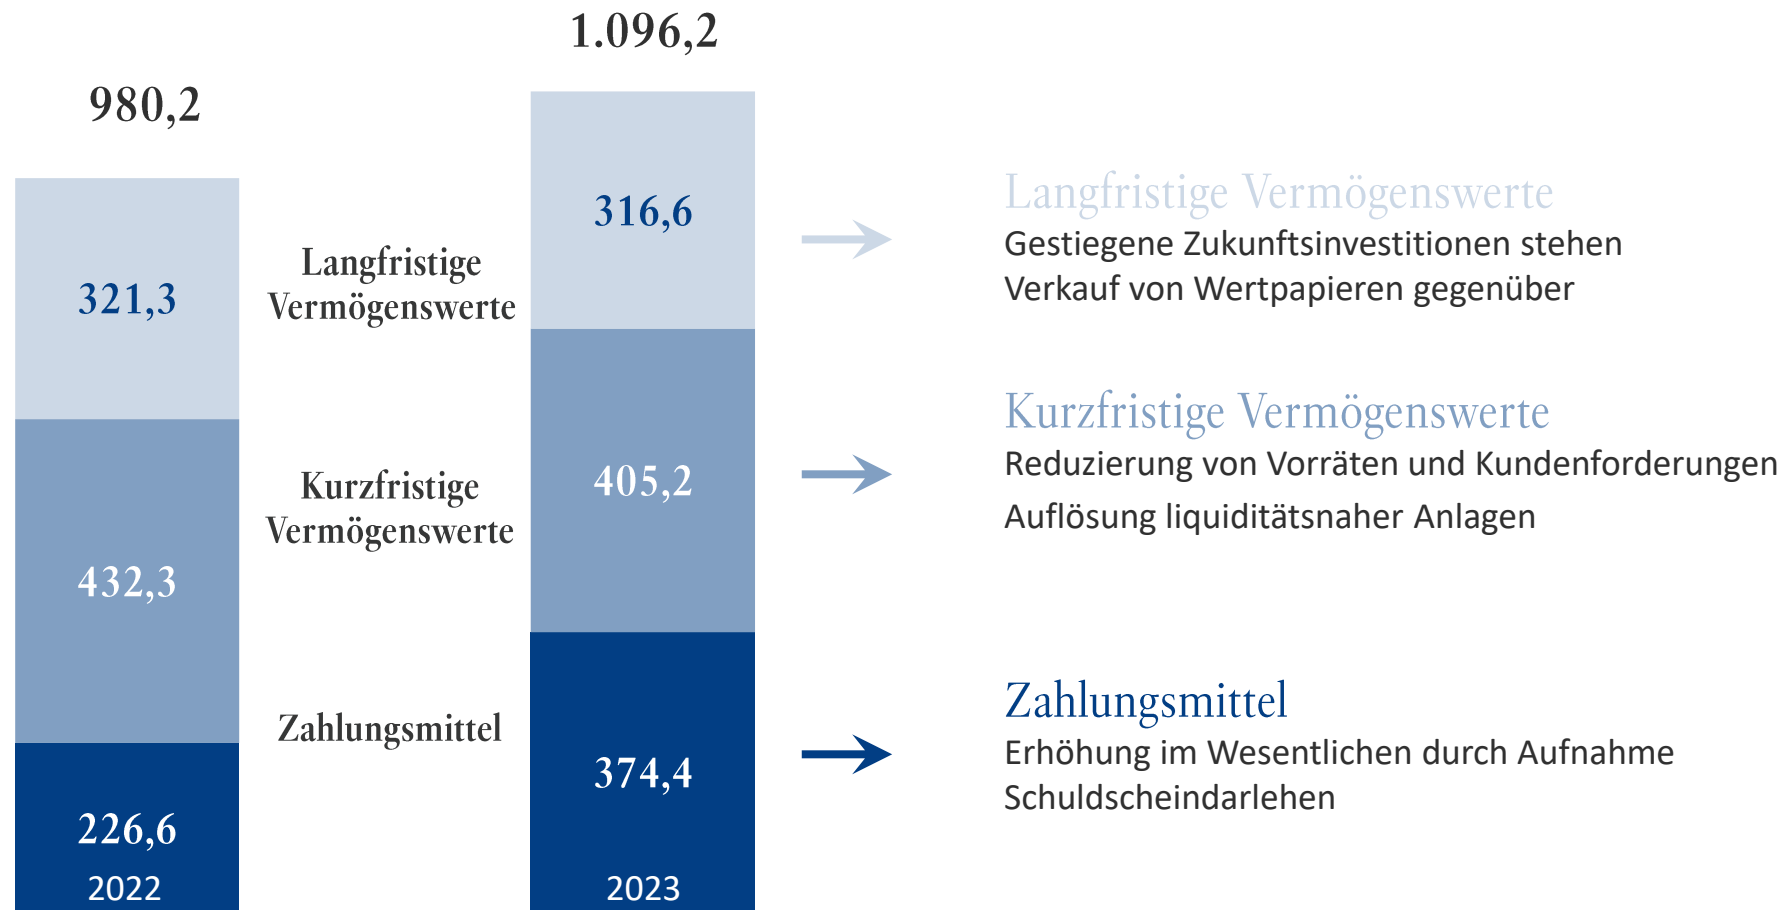 980,2
321,3
432,3
226,6
2022
Langfristige
Vermögenswerte
Kurzfristige
Vermögenswerte
Zahlungsmittel
1.096,2
316,6
405,2
374,4
2023
Langfristige Vermögenswerte
Gestiegene Zukunftsinvestitionen stehen
Verkauf von Wertpapieren gegenüber
Kurzfristige Vermögenswerte
Reduzierung von Vorräten und Kundenforderungen
Auflösung liquiditätsnaher Anlagen
Zahlungsmittel
Erhöhung im Wesentlichen durch Aufnahme
Schuldscheindarlehen